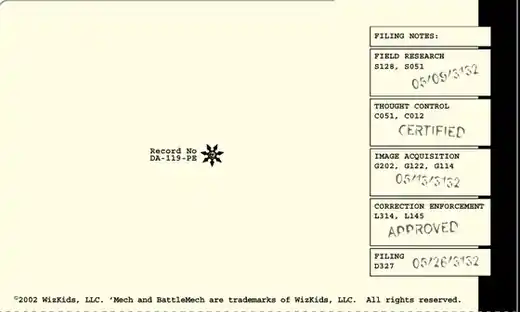 FILING NOTES:
FIELD RESEARCH
S128, S051
05/09/3132
THOUGHT CONTROL
C051, C012
CERTIFIED
Record No
DA-119-PE
IMAGE ACQUISITION
G202, G122, G114
05/13/3132
CORRECTION ENFORCEMENT
L314, L145
APPROVED
FILING
D327
05/26/3132
©2002 WizKids, LLC. 'Mech and BattleMech are trademarks of WizKids, LLC. All rights reserved.